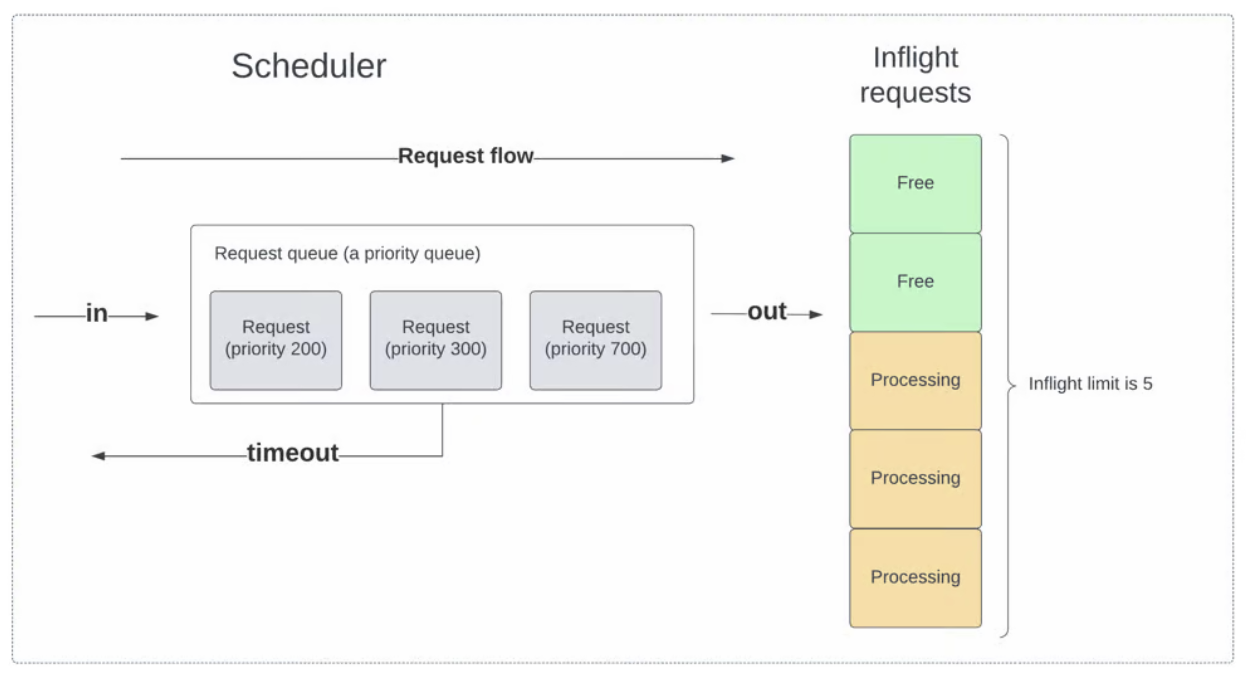 Scheduler
Inflight
requests
Request flow
Request queue (a priority queue)
in
Request
(priority 200)
Request
(priority 300)
Request
(priority 700)
out
timeout
Free
Free
Processing
Processing
Processing
Inflight limit is 5